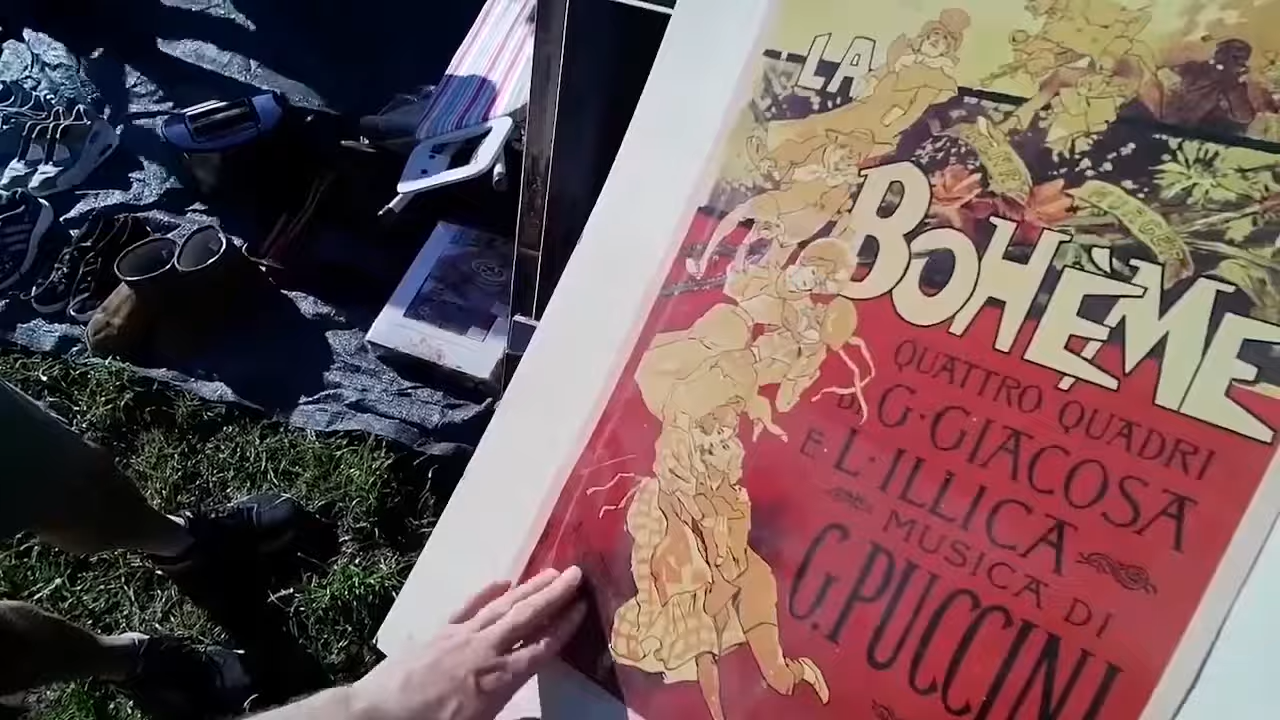 LA
BOHÈME
QUATTRO QUADRI
DI G. GIACOSA
E L. ILLICA
MUSICA DI
G. PUCCINI